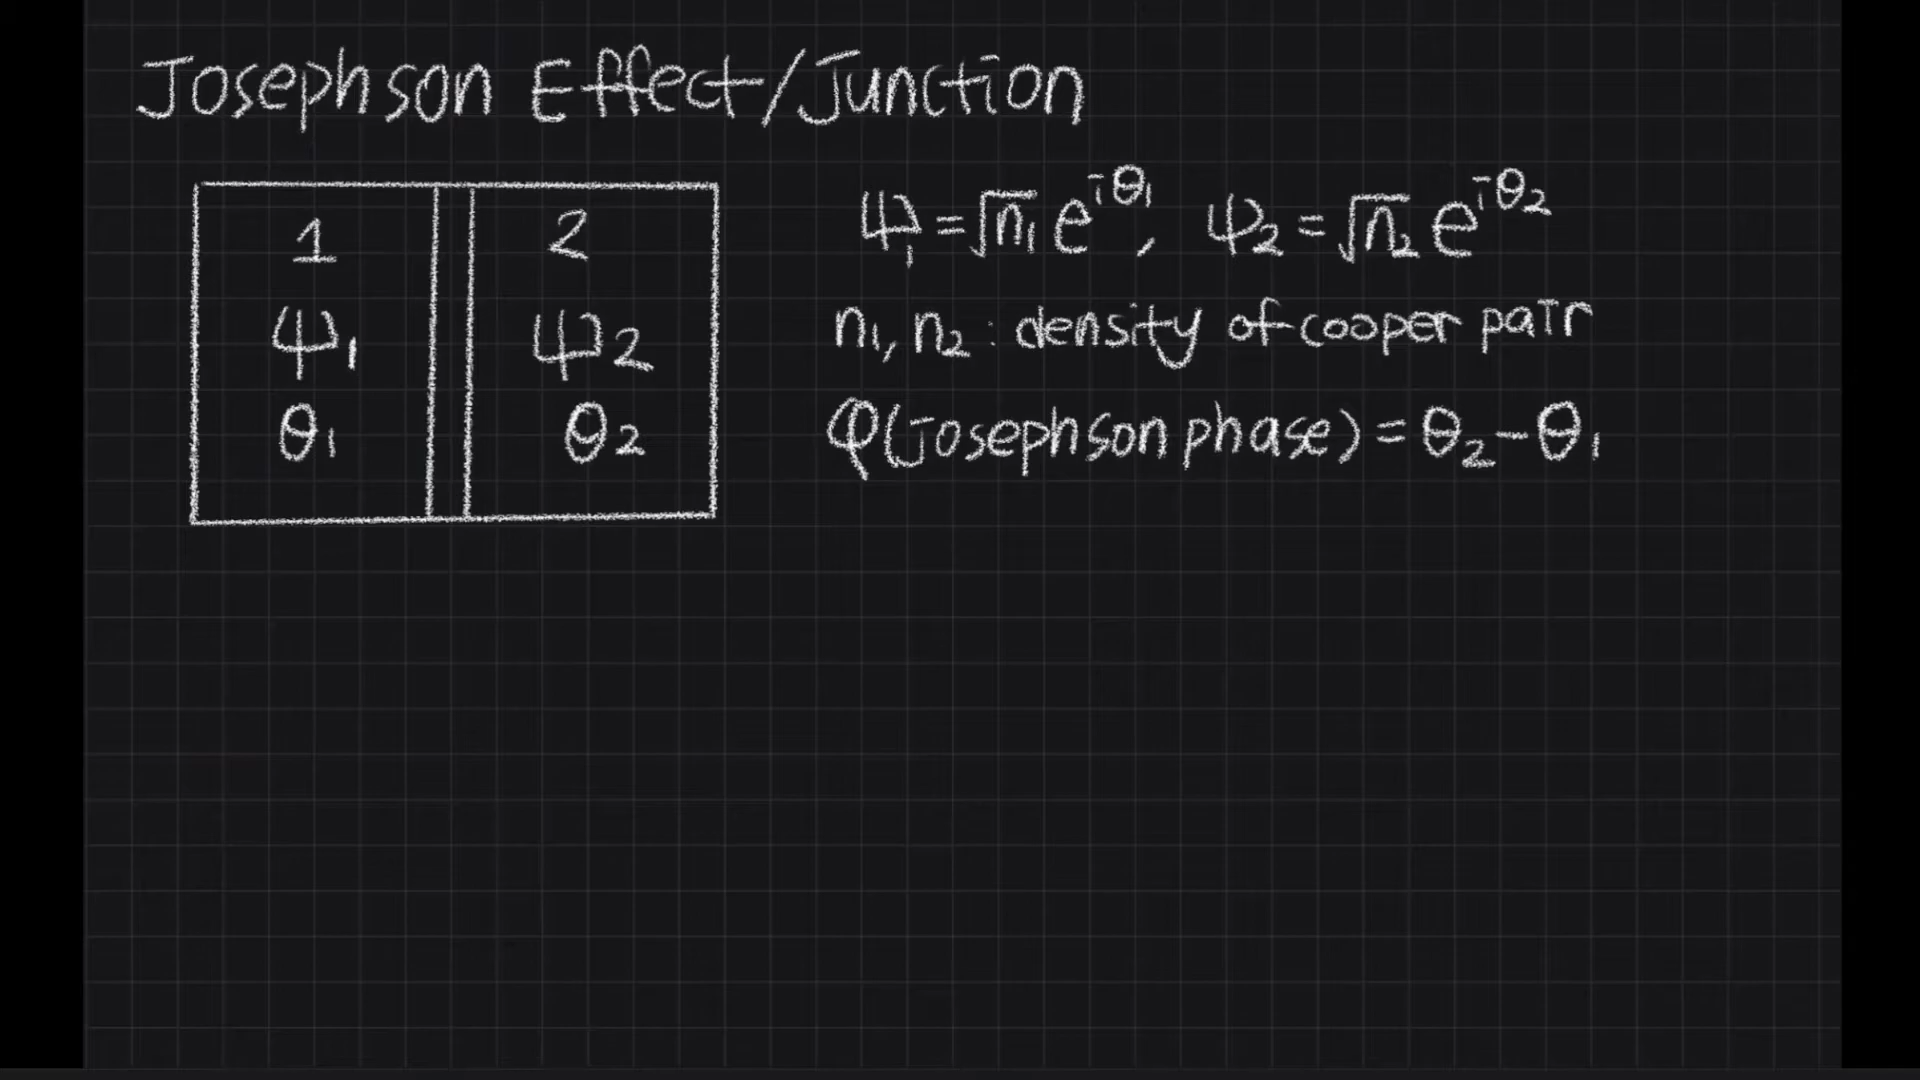 Josephson Effect/Junction
1 2
ψ₁ ψ₂
θ₁ θ₂
ψ₁ = √n₁ e^{iθ₁}, ψ₂ = √n₂ e^{iθ₂}
n₁, n₂ : density of cooper pair
φ(Josephson phase) = θ₂ − θ₁